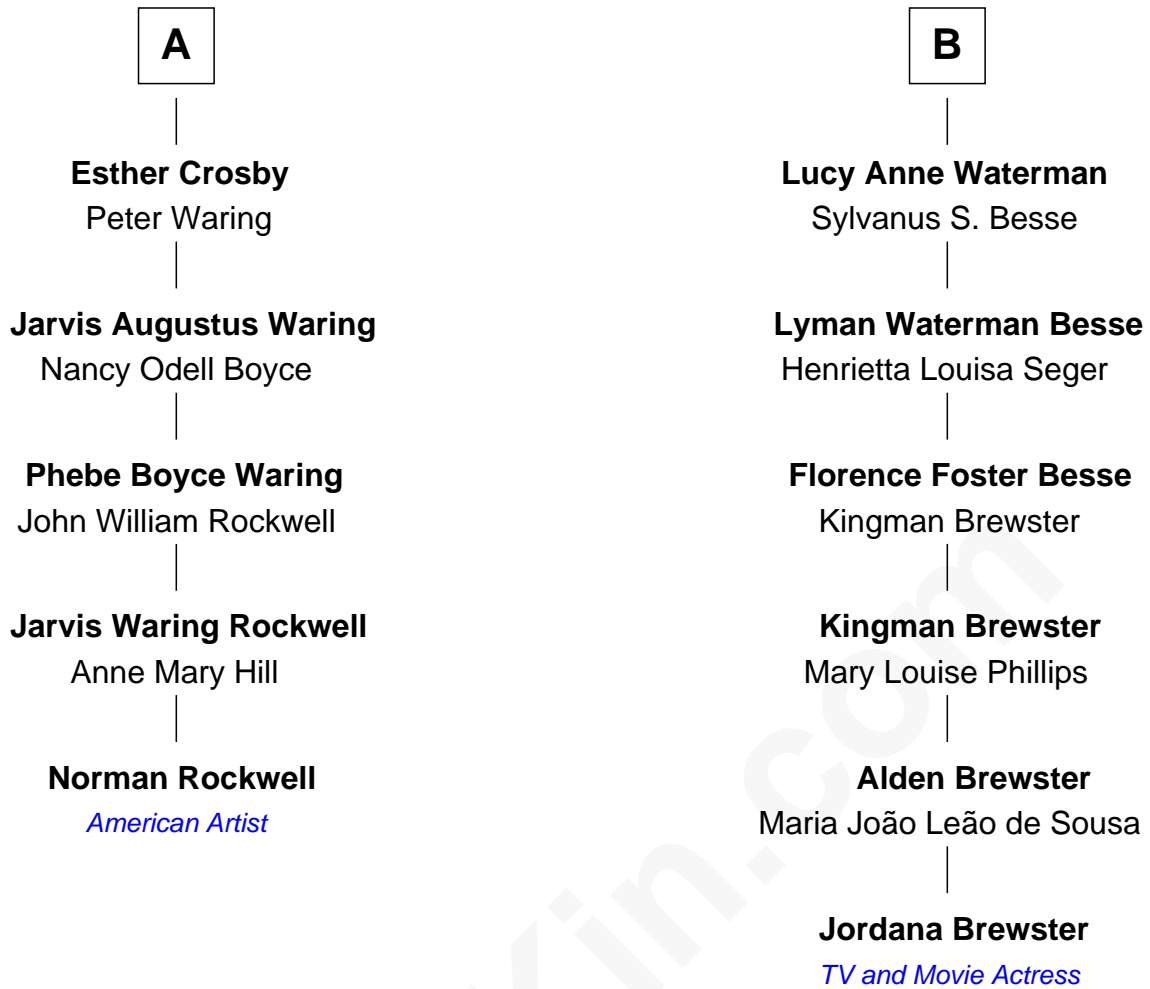 A
Esther Crosby
Peter Waring
Jarvis Augustus Waring
Nancy Odell Boyce
Phebe Boyce Waring
John William Rockwell
Jarvis Waring Rockwell
Anne Mary Hill
Norman Rockwell
American Artist
B
Lucy Anne Waterman
Sylvanus S. Besse
Lyman Waterman Besse
Henrietta Louisa Seger
Florence Foster Besse
Kingman Brewster
Kingman Brewster
Mary Louise Phillips
Alden Brewster
Maria João Leão de Sousa
Jordana Brewster
TV and Movie Actress
Kin.com